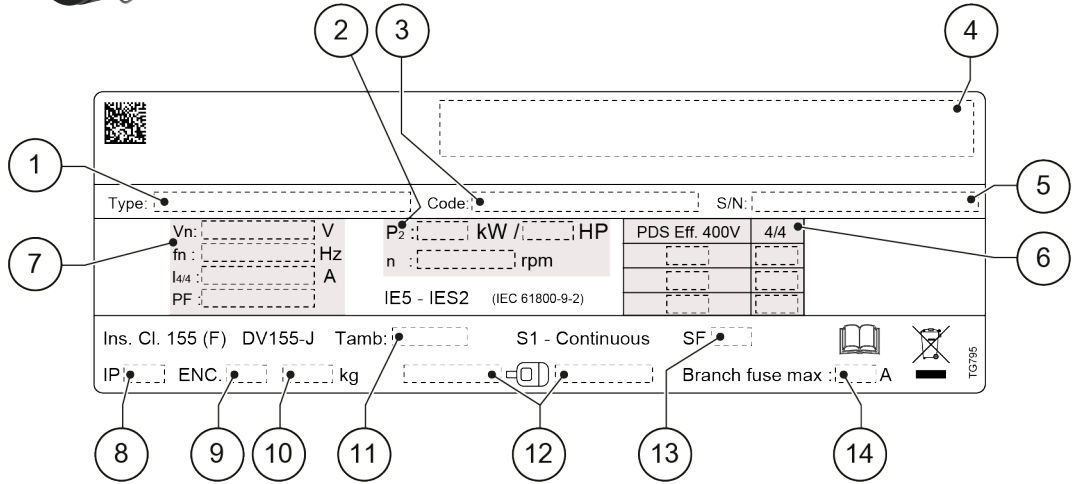 2 3 4
1
Type: Code: S/N: 5
Vn: V P2 : kW / HP PDS Eff. 400V 4/4
fn : Hz
7 I4/4 : A n : rpm 6
PF : IE5 - IES2 (IEC 61800-9-2)
Ins. Cl. 155 (F) DV155-J Tamb: S1 - Continuous SF
IP ENC. kg Branch fuse max : A
TG795
8 9 10 11 12 13 14